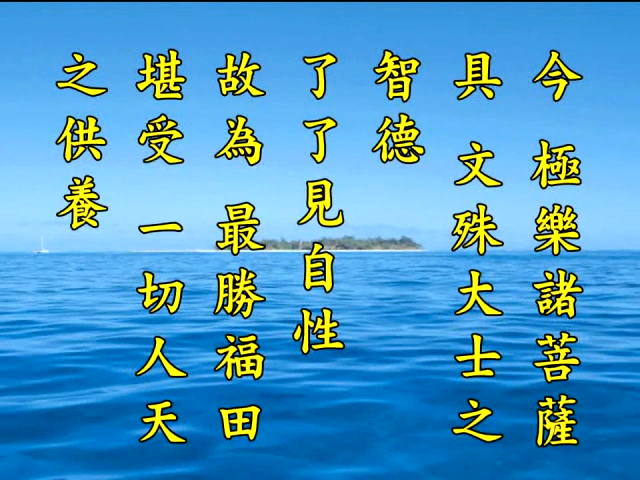 今 極樂諸菩薩
具 文殊大士之
智德
了了見自性
故為 最勝福田
堪受 一切人天
之供養